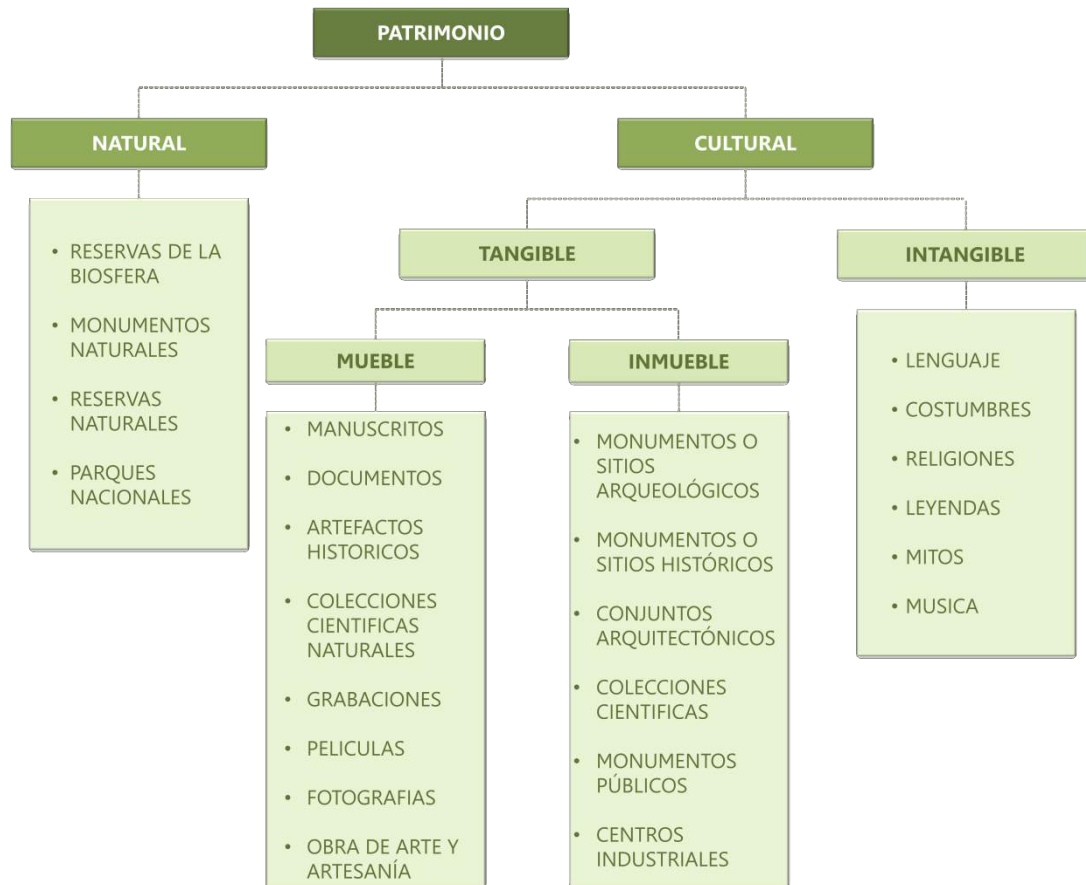 PATRIMONIO
NATURAL
CULTURAL
• RESERVAS DE LA
BIOSFERA
• MONUMENTOS
NATURALES
• RESERVAS
NATURALES
• PARQUES
NACIONALES
TANGIBLE
INTANGIBLE
MUEBLE
INMUEBLE
• MANUSCRITOS
• DOCUMENTOS
• ARTEFACTOS
HISTORICOS
• COLECCIONES
CIENTIFICAS
NATURALES
• GRABACIONES
• PELICULAS
• FOTOGRAFIAS
• OBRA DE ARTE Y
ARTESANÍA
• MONUMENTOS O
SITIOS
ARQUEOLÓGICOS
• MONUMENTOS O
SITIOS HISTÓRICOS
• CONJUNTOS
ARQUITECTÓNICOS
• COLECCIONES
CIENTIFICAS
• MONUMENTOS
PÚBLICOS
• CENTROS
INDUSTRIALES
• LENGUAJE
• COSTUMBRES
• RELIGIONES
• LEYENDAS
• MITOS
• MUSICA